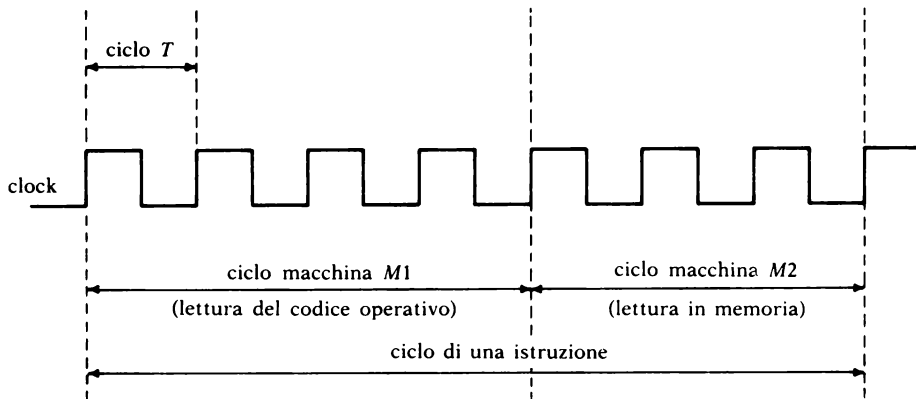 ciclo T
clock
ciclo macchina M1
(lettura del codice operativo)
ciclo macchina M2
(lettura in memoria)
ciclo di una istruzione